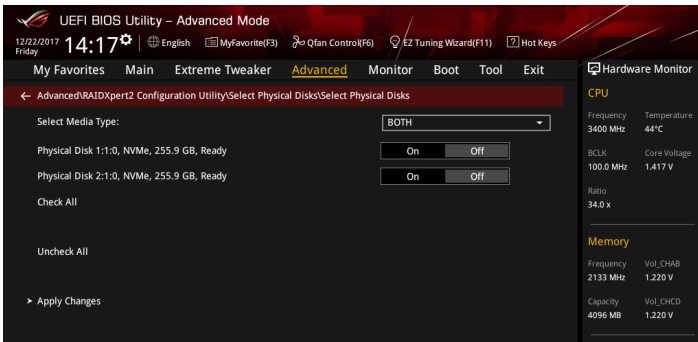 UEFI BIOS Utility – Advanced Mode
12/22/2017 Friday 14:17 English MyFavorite(F3) Qfan Control(F6) EZ Tuning Wizard(F11) ? Hot Keys
My Favorites Main Extreme Tweaker Advanced Monitor Boot Tool Exit
← Advanced\RAIDXpert2 Configuration Utility\Select Physical Disks\Select Physical Disks
Select Media Type: BOTH
Physical Disk 1:1:0, NVMe, 255.9 GB, Ready On Off
Physical Disk 2:1:0, NVMe, 255.9 GB, Ready On Off
Check All
Uncheck All
> Apply Changes
Hardware Monitor
CPU
Frequency Temperature
3400 MHz 44°C
BCLK Core Voltage
100.0 MHz 1.417 V
Ratio
34.0 x
Memory
Frequency Vol_CHAB
2133 MHz 1.220 V
Capacity Vol_CHCD
4096 MB 1.220 V